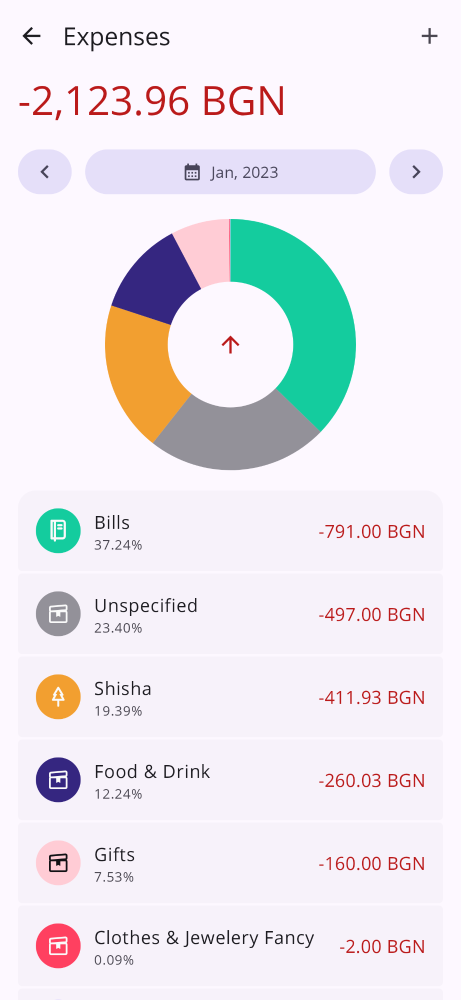 Expenses
-2,123.96 BGN
Jan, 2023
Bills
37.24%
-791.00 BGN
Unspecified
23.40%
-497.00 BGN
Shisha
19.39%
-411.93 BGN
Food & Drink
12.24%
-260.03 BGN
Gifts
7.53%
-160.00 BGN
Clothes & Jewelery Fancy
0.09%
-2.00 BGN